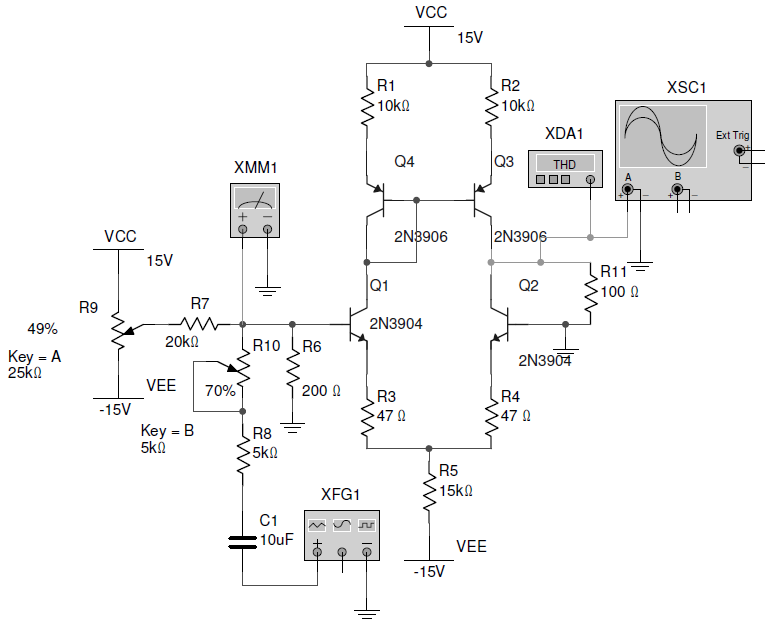 VCC
15V
R1
10kΩ
R2
10kΩ
XSC1
Ext Trig
+
_
A
B
+
_
+
_
XDA1
THD
Q4
Q3
XMM1
+
−
2N3906
2N3906
VCC
15V
R11
100 Ω
Q1
Q2
R9
R7
2N3904
49%
20kΩ
R10
R6
2N3904
Key = A
25kΩ
VEE
70%
200 Ω
R3
47 Ω
R4
47 Ω
-15V
Key = B
5kΩ
R8
5kΩ
R5
15kΩ
XFG1
C1
10uF
+
−
VEE
-15V